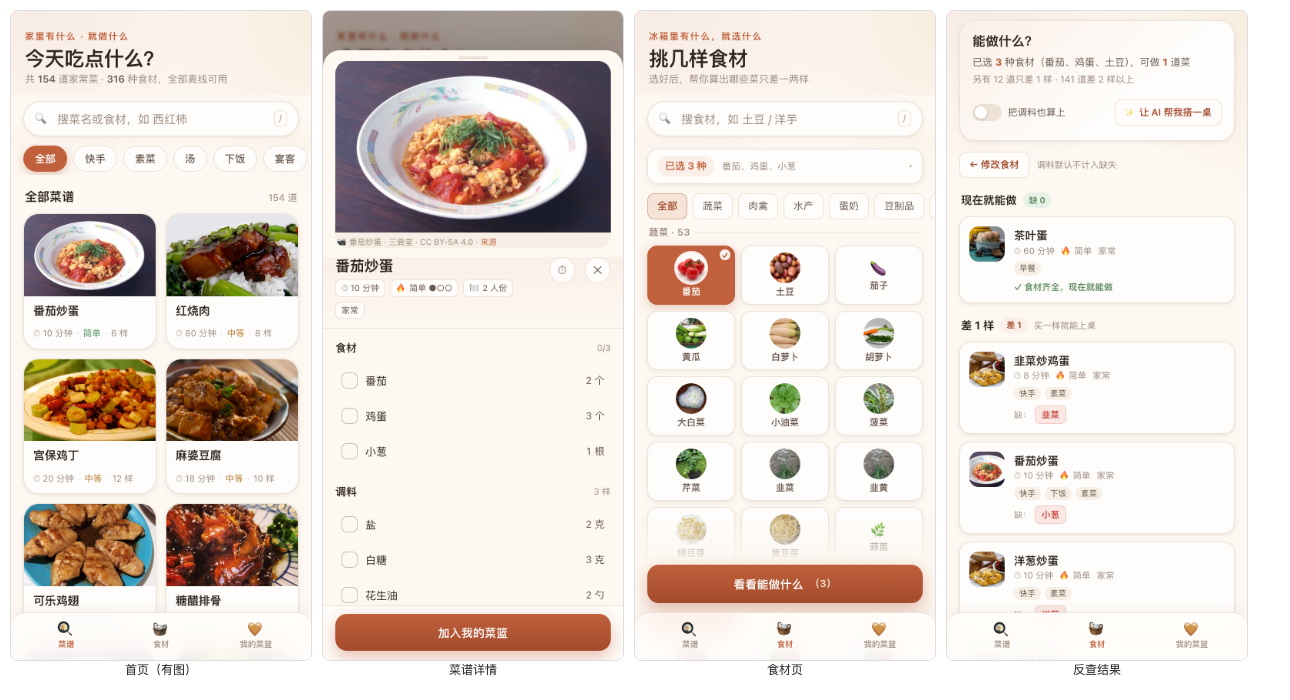 家里有什么 · 就做什么
今天吃点什么?
共 154 道家常菜 · 316 种食材，全部离线可用
搜菜名或食材，如 西红柿
/
全部
快手
素菜
汤
下饭
宴客
全部菜谱
154 道
番茄炒蛋
10 分钟 · 简单 · 6 样
红烧肉
80 分钟 · 中等 · 8 样
宫保鸡丁
20 分钟 · 中等 · 12 样
麻婆豆腐
18 分钟 · 中等 · 10 样
可乐鸡翅
糖醋排骨
菜谱
食材
我的菜篮
首页（有图）
番茄炒蛋 · 三庙堂 · CC BY-SA 4.0 · 来源
番茄炒蛋
10 分钟
简单 ●○○
2 人份
家常
食材
0/3
番茄
2 个
鸡蛋
3 个
小葱
1 根
调料
3 样
盐
2 克
白糖
3 克
花生油
2 勺
加入我的菜篮
菜谱详情
冰箱里有什么，就选什么
挑几样食材
选好后，帮你算出哪些菜只差一两样
搜食材，如 土豆 / 洋芋
/
已选 3 种
番茄、鸡蛋、小葱
全部
蔬菜
肉禽
水产
蛋奶
豆制品
蔬菜 · 53
番茄
土豆
茄子
黄瓜
白萝卜
胡萝卜
大白菜
小油菜
菠菜
芹菜
韭菜
韭黄
绿豆芽
黄豆芽
蒜苗
看看能做什么 （3）
菜谱
食材
我的菜篮
食材页
能做什么?
已选 3 种食材（番茄、鸡蛋、土豆），可做 1 道菜
另有 12 道只差 1 样 · 141 道差 2 样以上
把调料也算上
让 AI 帮我搭一桌
← 修改食材
调料默认不计入缺失
现在就能做
缺 0
茶叶蛋
60 分钟 简单 家常
早餐
✓ 食材齐全，现在就能做
差 1 样
差 1
买一样就能上桌
韭菜炒鸡蛋
8 分钟 简单 家常
快手
素菜
缺：
韭菜
番茄炒蛋
10 分钟 简单 家常
快手
下饭
素菜
缺：
小葱
洋葱炒蛋
10 分钟 简单 家常
快手
素菜
菜谱
食材
我的菜篮
反查结果